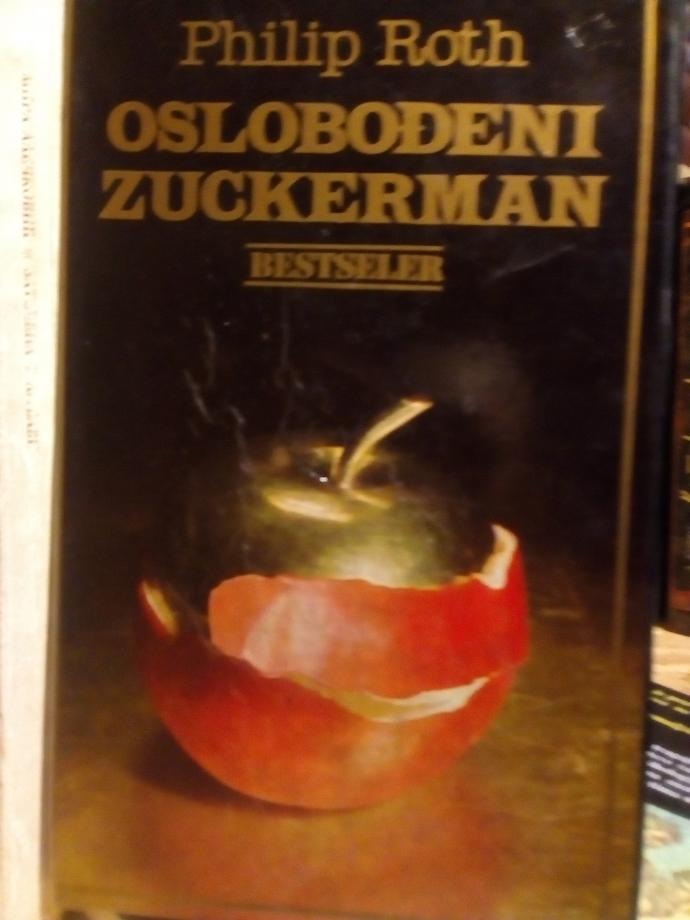 Philip Roth
OSLOBOĐENI
ZUCKERMAN
BESTSELER